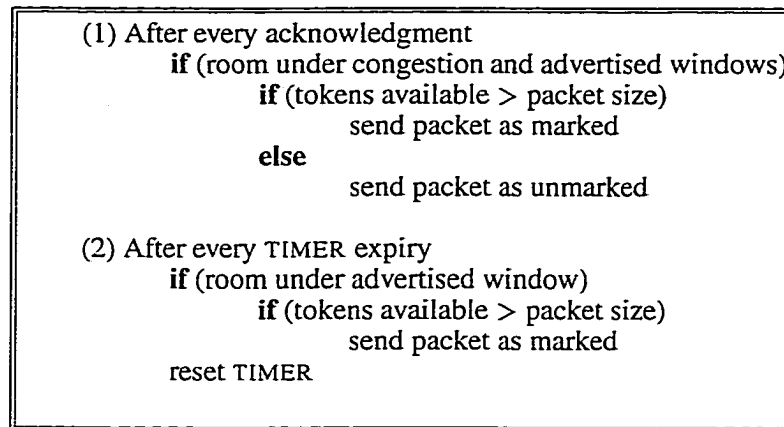 (1) After every acknowledgment
if (room under congestion and advertised windows)
if (tokens available > packet size)
send packet as marked
else
send packet as unmarked
(2) After every TIMER expiry
if (room under advertised window)
if (tokens available > packet size)
send packet as marked
reset TIMER